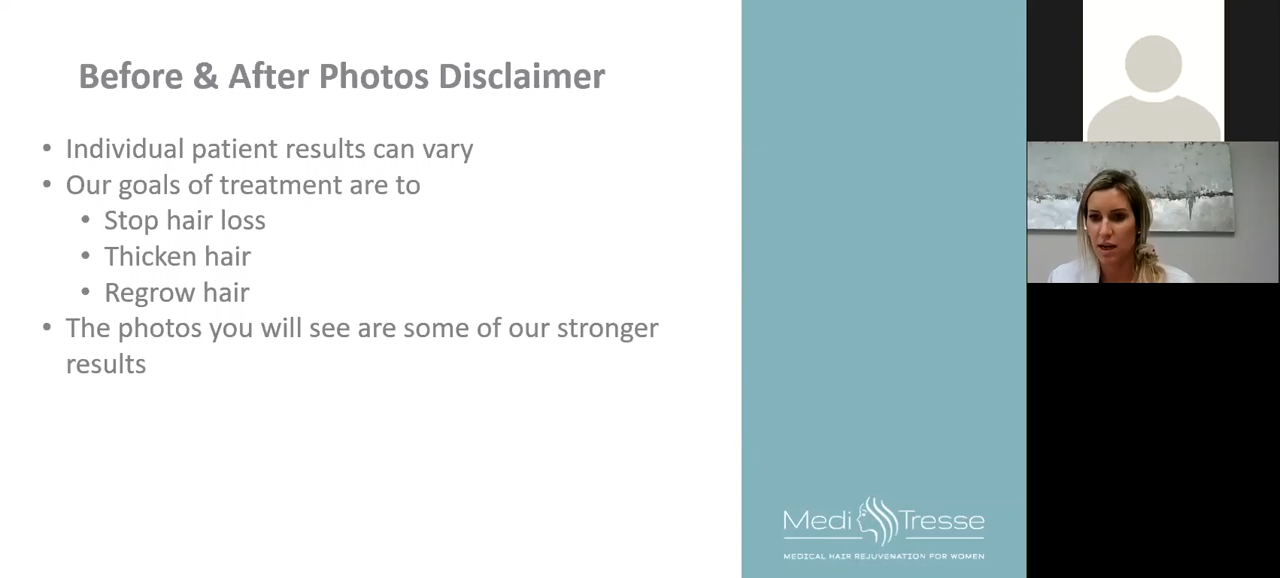 Before & After Photos Disclaimer
• Individual patient results can vary
• Our goals of treatment are to
• Stop hair loss
• Thicken hair
• Regrow hair
• The photos you will see are some of our stronger
results
Medi Tresse
MEDICAL HAIR REJUVENATION FOR WOMEN